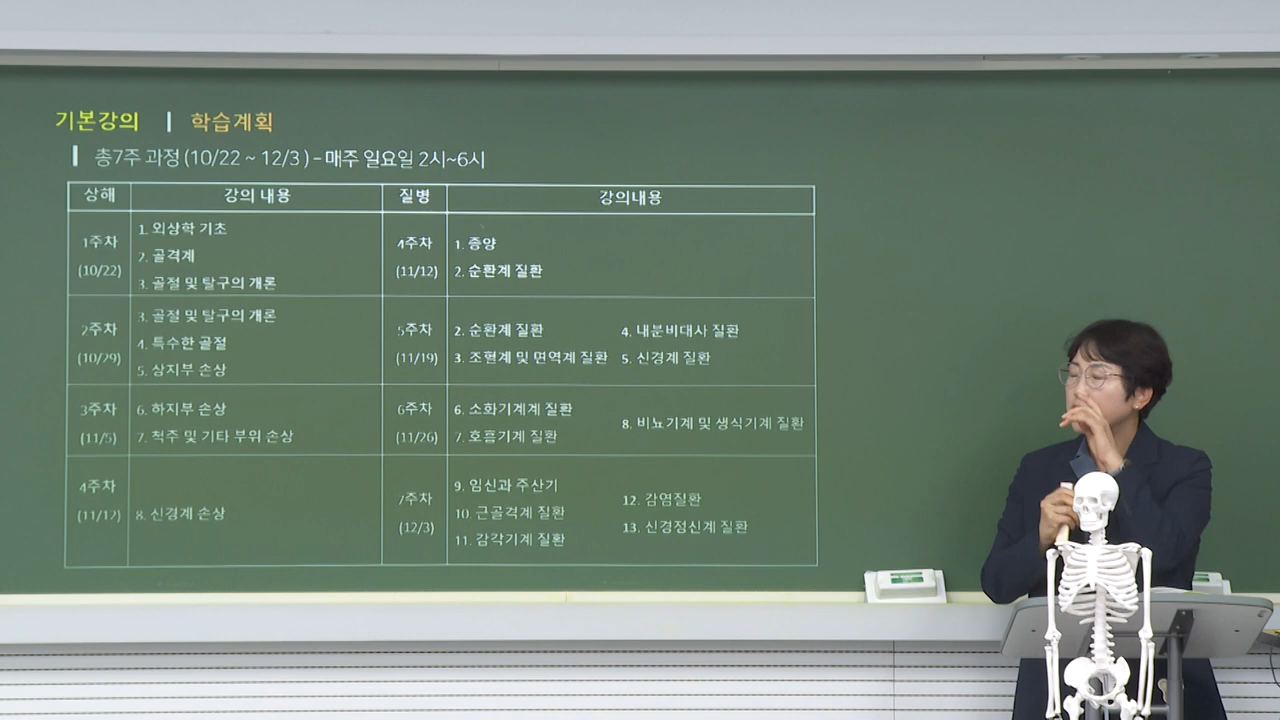 기본강의 | 학습계획
총7주 과정 (10/22 ~ 12/3) - 매주 일요일 2시~6시
상해 강의 내용 질병 강의내용
1주차
(10/22)
1. 외상학 기초
2. 골격계
3. 골절 및 탈구의 개론
4주차
(11/12)
1. 종양
2. 순환계 질환
2주차
(10/29)
3. 골절 및 탈구의 개론
4. 특수한 골절
5. 상지부 손상
5주차
(11/19)
2. 순환계 질환
3. 조혈계 및 면역계 질환
4. 내분비대사 질환
5. 신경계 질환
3주차
(11/5)
6. 하지부 손상
7. 척주 및 기타 부위 손상
6주차
(11/26)
6. 소화기계계 질환
7. 호흡기계 질환
8. 비뇨기계 및 생식기계 질환
4주차
(11/12)
8. 신경계 손상
7주차
(12/3)
9. 임신과 주산기
10. 근골격계 질환
11. 감각기계 질환
12. 감염질환
13. 신경정신계 질환